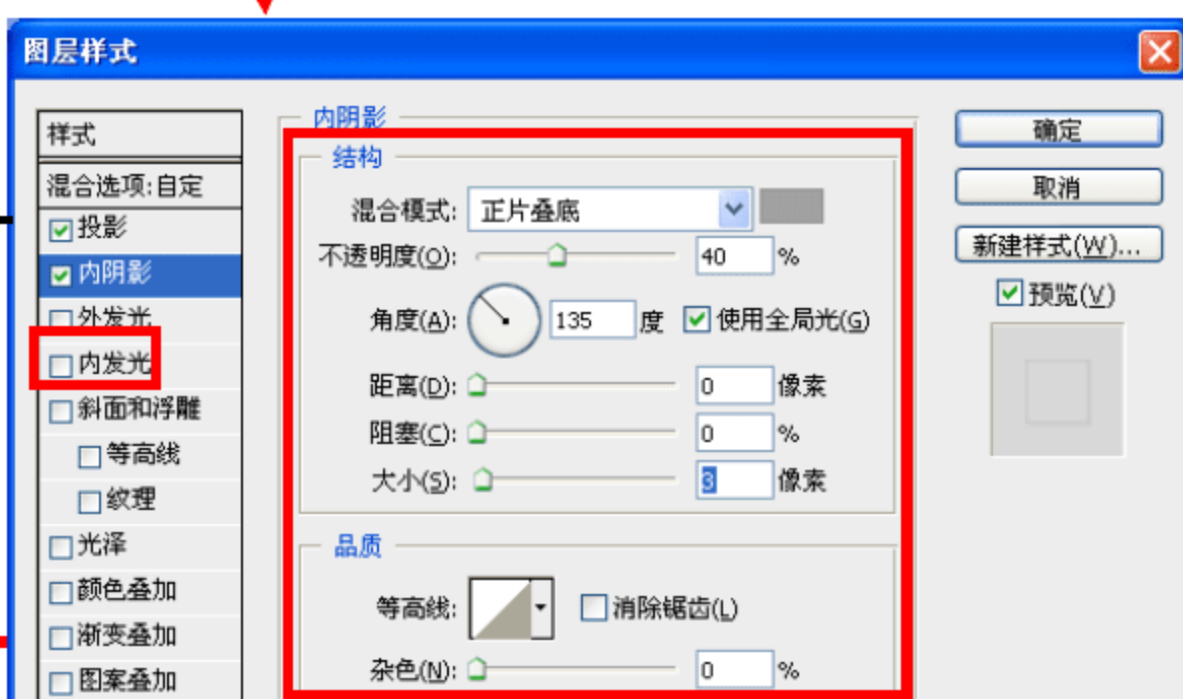 图层样式
样式
混合选项:自定
投影
内阴影
外发光
内发光
斜面和浮雕
等高线
纹理
光泽
颜色叠加
渐变叠加
图案叠加
内阴影
结构
混合模式: 正片叠底
不透明度(O): 40 %
角度(A): 135 度 使用全局光(G)
距离(D): 0 像素
阻塞(C): 0 %
大小(S): 3 像素
品质
等高线: 消除锯齿(L)
杂色(N): 0 %
确定
取消
新建样式(W)...
预览(V)